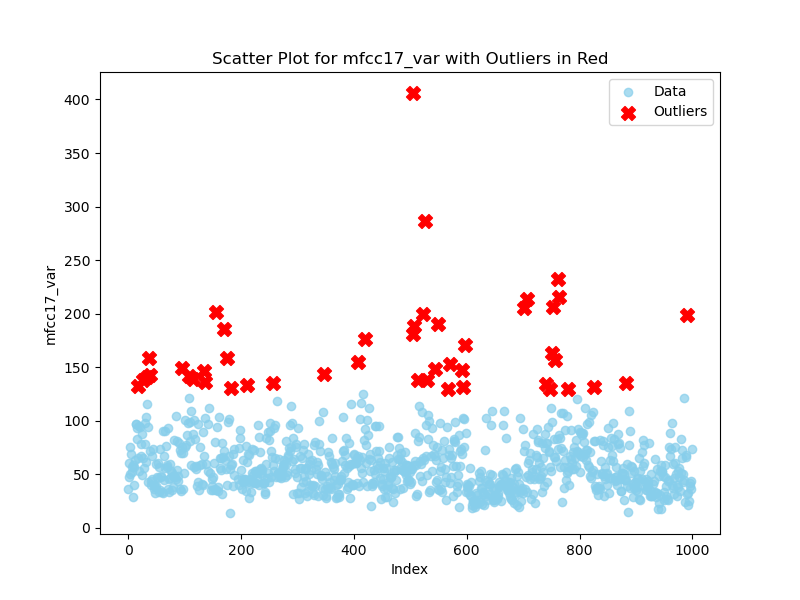 Scatter Plot for mfcc17_var with Outliers in Red
Data
Outliers
mfcc17_var
400
350
300
250
200
150
100
50
0
0 200 400 600 800 1000
Index